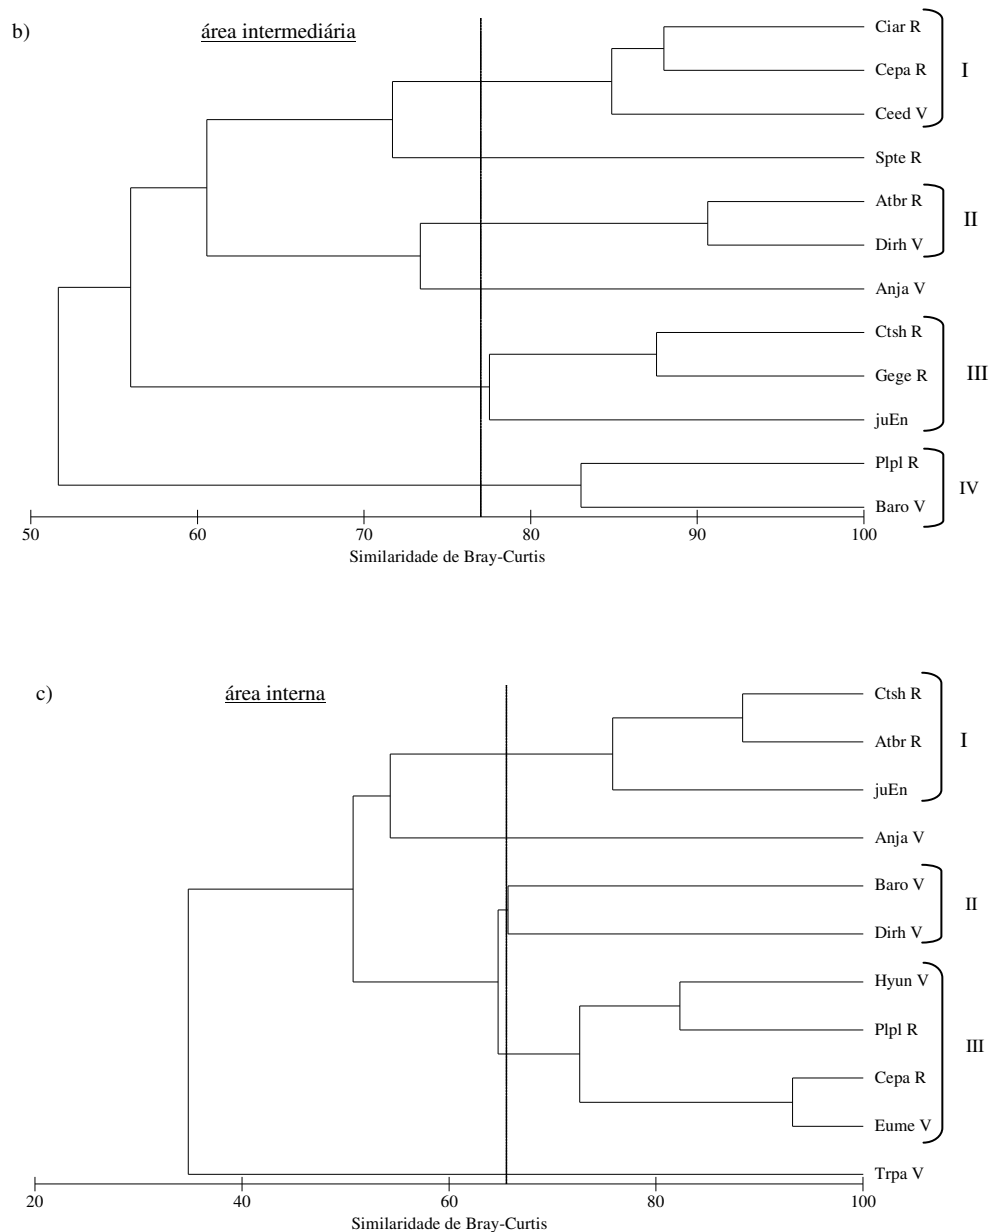 b)
área intermediária
Ciar R
Cepa R
I
Ceed V
Spte R
Atbr R
II
Dirh V
Anja V
Ctsh R
Gege R
III
juEn
Plpl R
IV
Baro V
50 60 70 80 90 100
Similaridade de Bray-Curtis
c)
área interna
Ctsh R
Atbr R
I
juEn
Anja V
Baro V
II
Dirh V
Hyun V
Plpl R
III
Cepa R
Eume V
Trpa V
20 40 60 80 100
Similaridade de Bray-Curtis